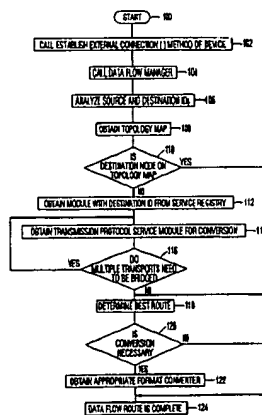 START
100
CALL ESTABLISH EXTERNAL CONNECTION ( ) METHOD OF DEVICE
102
CALL DATA FLOW MANAGER
104
ANALYZE SOURCE AND DESTINATION IDs
106
OBTAIN TOPOLOGY MAP
108
110
IS
DESTINATION NODE ON
TOPOLOGY MAP
YES
NO
OBTAIN MODULE WITH DESTINATION ID FROM SERVICE REGISTRY
112
OBTAIN TRANSMISSION PROTOCOL SERVICE MODULE FOR CONVERSION
116
DO
MULTIPLE TRANSPORTS NEED
TO BE BRIDGED
YES
NO
DETERMINE BEST ROUTE
118
120
IS
CONVERSION
NECESSARY
NO
YES
OBTAIN APPROPRIATE FORMAT CONVERTER
122
DATA FLOW ROUTE IS COMPLETE
124